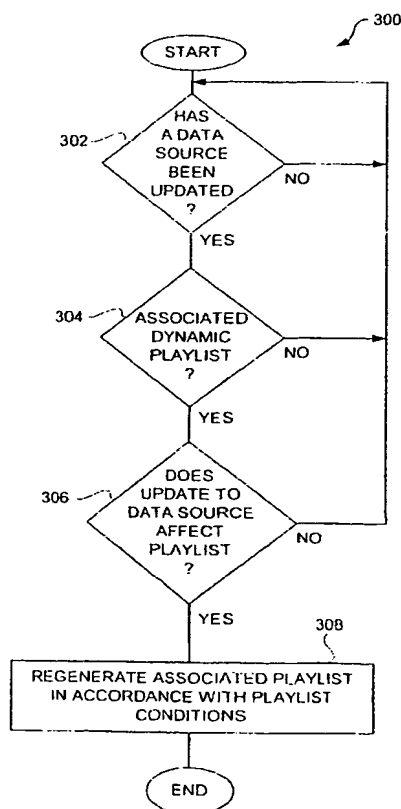 300
START
302
HAS
A DATA
SOURCE
BEEN
UPDATED
?
NO
YES
304
ASSOCIATED
DYNAMIC
PLAYLIST
?
NO
YES
306
DOES
UPDATE TO
DATA SOURCE
AFFECT
PLAYLIST
?
NO
YES
308
REGENERATE ASSOCIATED PLAYLIST
IN ACCORDANCE WITH PLAYLIST
CONDITIONS
END